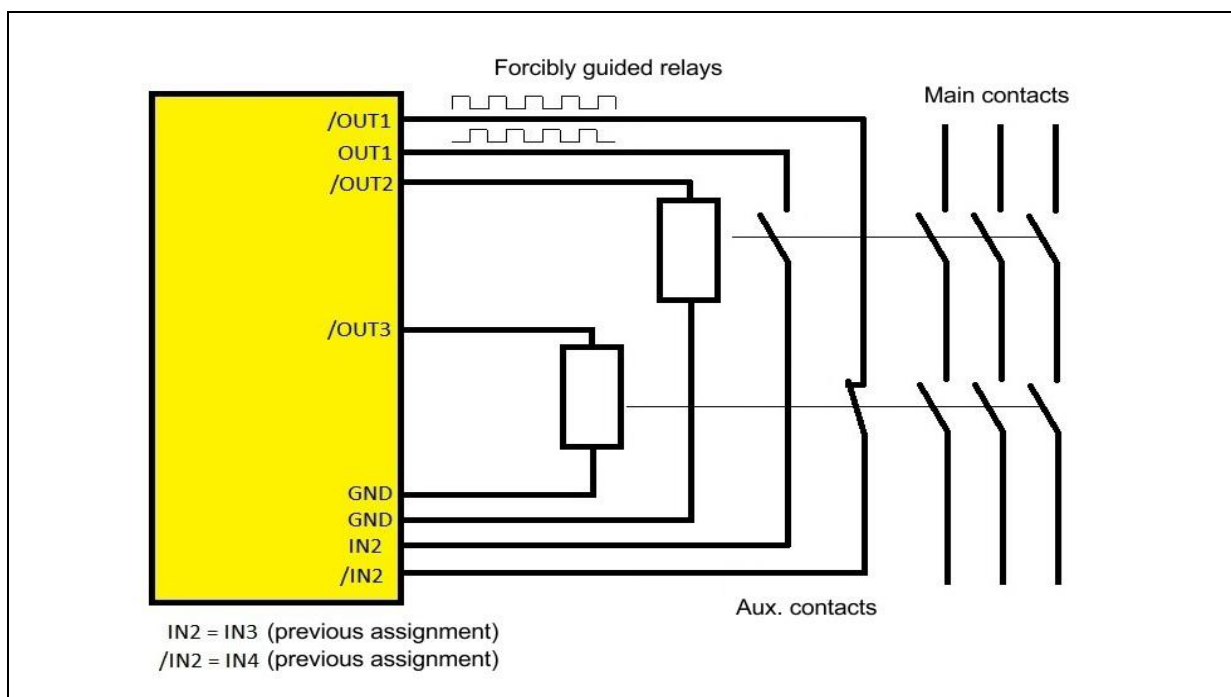 Forcibly guided relays
Main contacts
/OUT1
OUT1
/OUT2
/OUT3
GND
GND
IN2
/IN2
Aux. contacts
IN2 = IN3 (previous assignment)
/IN2 = IN4 (previous assignment)